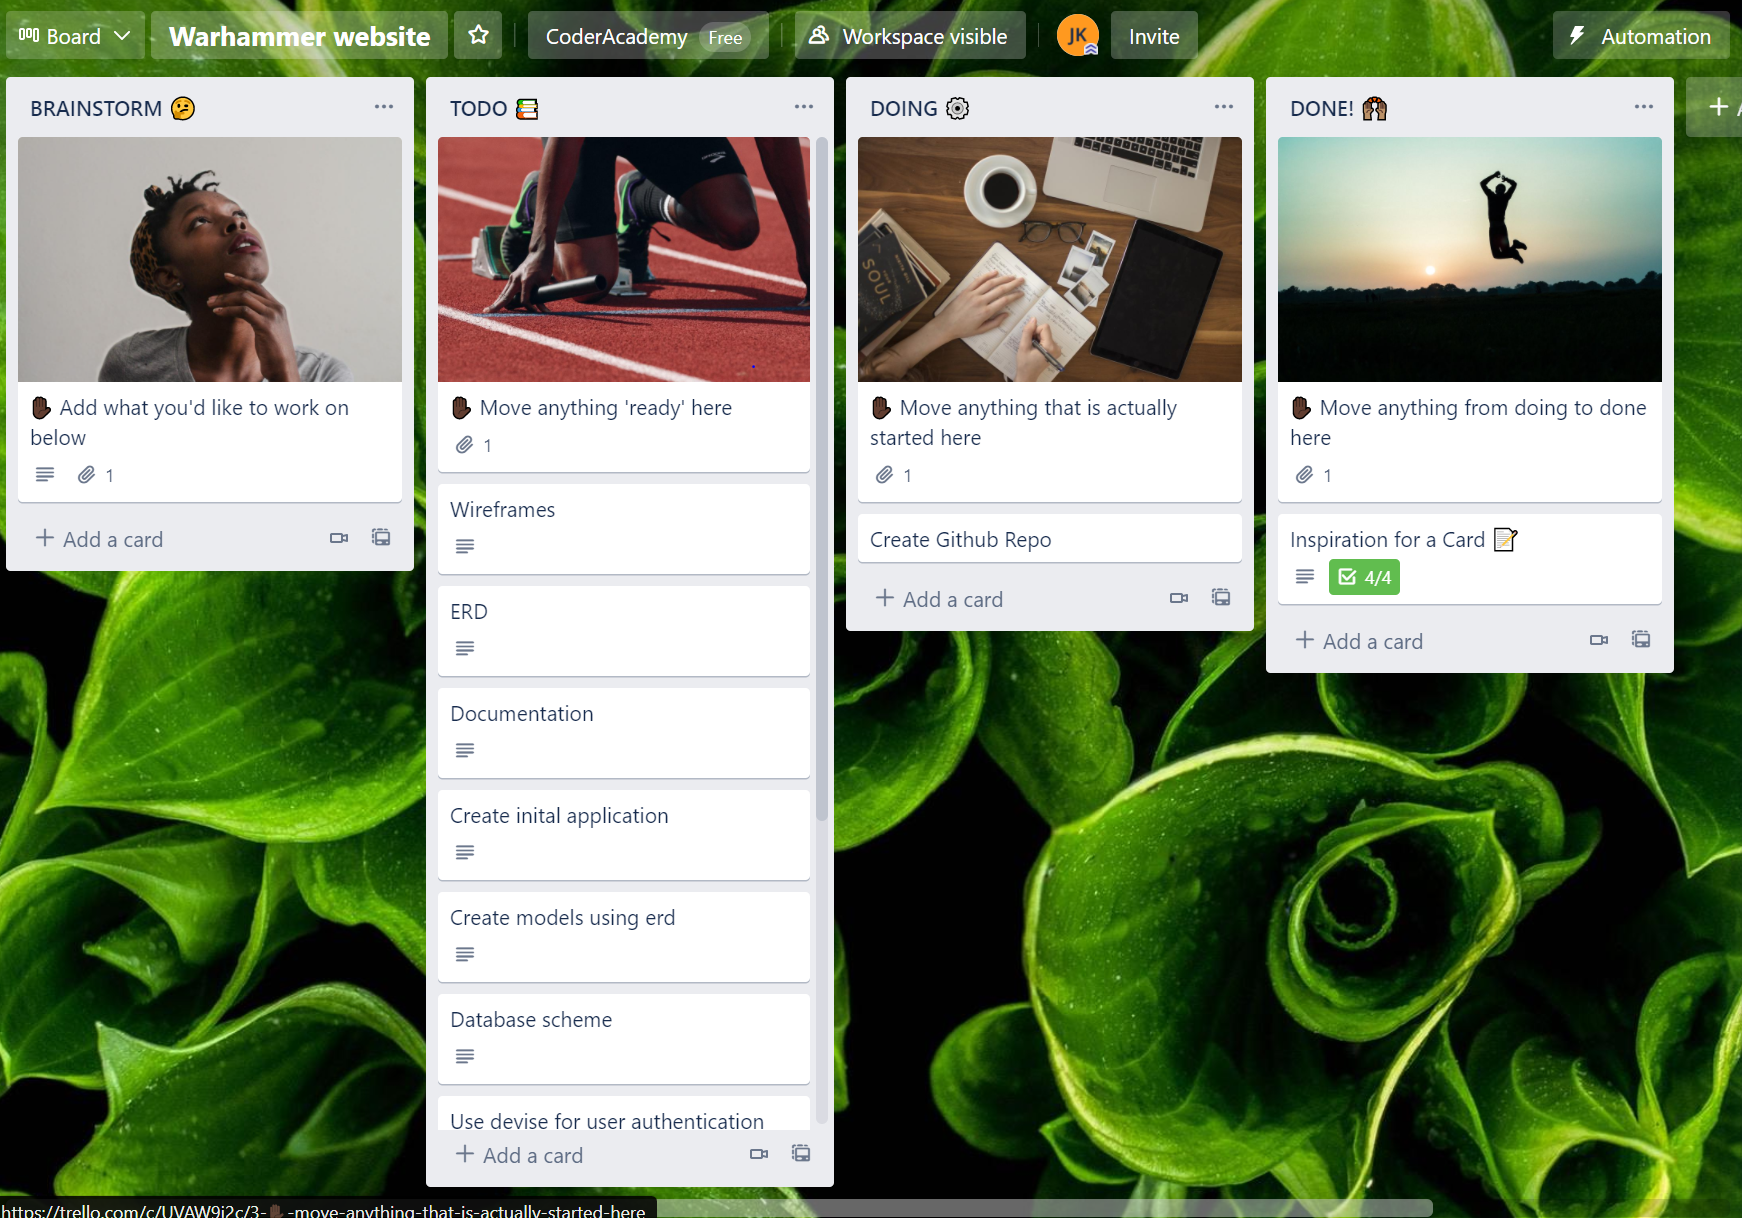 Board
Warhammer website
CoderAcademy Free
Workspace visible
JK
Invite
Automation
BRAINSTORM 🤔
Add what you'd like to work on
below
1
+ Add a card
TODO 📚
Move anything 'ready' here
1
Wireframes
ERD
Documentation
Create inital application
Create models using erd
Database scheme
Use devise for user authentication
+ Add a card
DOING ⚙️
SOUL
Move anything that is actually
started here
1
Create Github Repo
+ Add a card
DONE! 🙌🏽
Move anything from doing to done
here
1
Inspiration for a Card 📝
4/4
+ Add a card
https://trello.com/c/UVAW9i2c/3-✋🏿-move-anything-that-is-actually-started-here